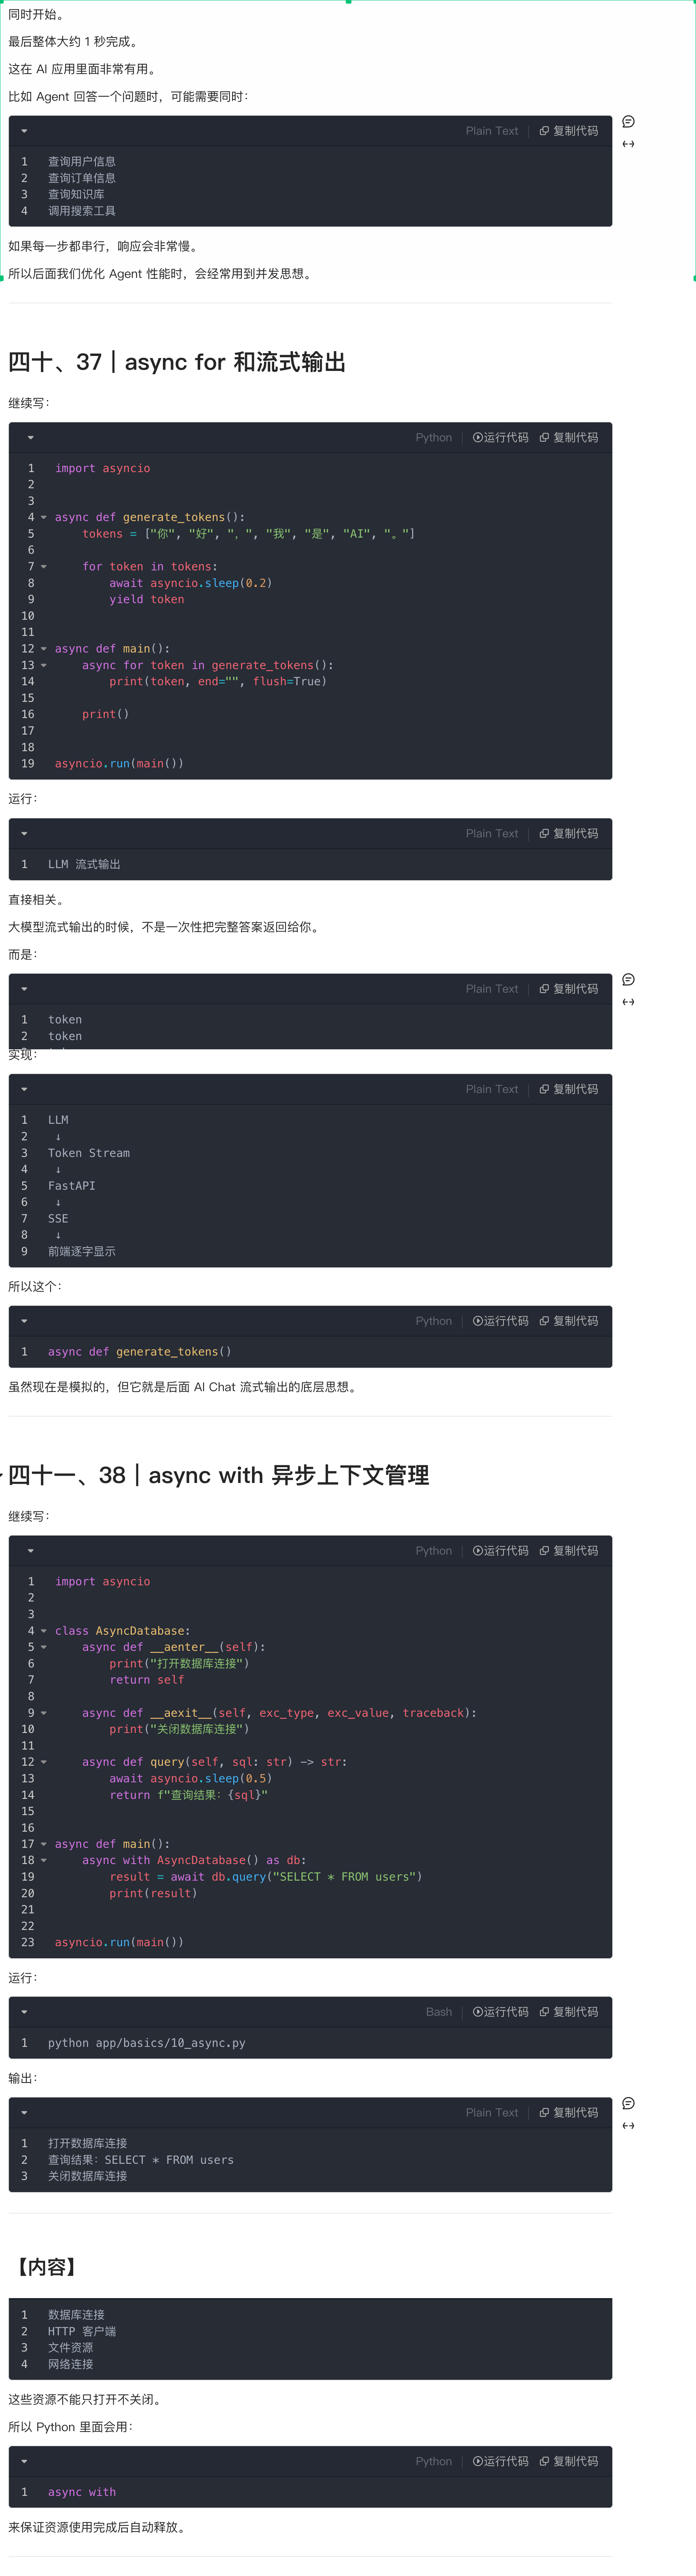 同时开始。
最后整体大约 1 秒完成。
这在 AI 应用里面非常有用。
比如 Agent 回答一个问题时，可能需要同时：
Plain Text 复制代码
1 查询用户信息
2 查询订单信息
3 查询知识库
4 调用搜索工具
如果每一步都串行，响应会非常慢。
所以后面我们优化 Agent 性能时，会经常用到并发思想。
四十、37｜async for 和流式输出
继续写：
Python 运行代码 复制代码
1 import asyncio
2
3
4 async def generate_tokens():
5     tokens = ["你", "好", "，", "我", "是", "AI", "。"]
6
7     for token in tokens:
8         await asyncio.sleep(0.2)
9         yield token
10
11
12 async def main():
13     async for token in generate_tokens():
14         print(token, end="", flush=True)
15
16     print()
17
18
19 asyncio.run(main())
运行：
Plain Text 复制代码
1 LLM 流式输出
直接相关。
大模型流式输出的时候，不是一次性把完整答案返回给你。
而是：
Plain Text 复制代码
1 token
2 token
实现：
Plain Text 复制代码
1 LLM
2  ↓
3 Token Stream
4  ↓
5 FastAPI
6  ↓
7 SSE
8  ↓
9 前端逐字显示
所以这个：
Python 运行代码 复制代码
1 async def generate_tokens()
虽然现在是模拟的，但它就是后面 AI Chat 流式输出的底层思想。
四十一、38｜async with 异步上下文管理
继续写：
Python 运行代码 复制代码
1 import asyncio
2
3
4 class AsyncDatabase:
5     async def __aenter__(self):
6         print("打开数据库连接")
7         return self
8
9     async def __aexit__(self, exc_type, exc_value, traceback):
10         print("关闭数据库连接")
11
12     async def query(self, sql: str) -> str:
13         await asyncio.sleep(0.5)
14         return f"查询结果：{sql}"
15
16
17 async def main():
18     async with AsyncDatabase() as db:
19         result = await db.query("SELECT * FROM users")
20         print(result)
21
22
23 asyncio.run(main())
运行：
Bash 运行代码 复制代码
1 python app/basics/10_async.py
输出：
Plain Text 复制代码
1 打开数据库连接
2 查询结果：SELECT * FROM users
3 关闭数据库连接
【内容】
1 数据库连接
2 HTTP 客户端
3 文件资源
4 网络连接
这些资源不能只打开不关闭。
所以 Python 里面会用：
Python 运行代码 复制代码
1 async with
来保证资源使用完成后自动释放。